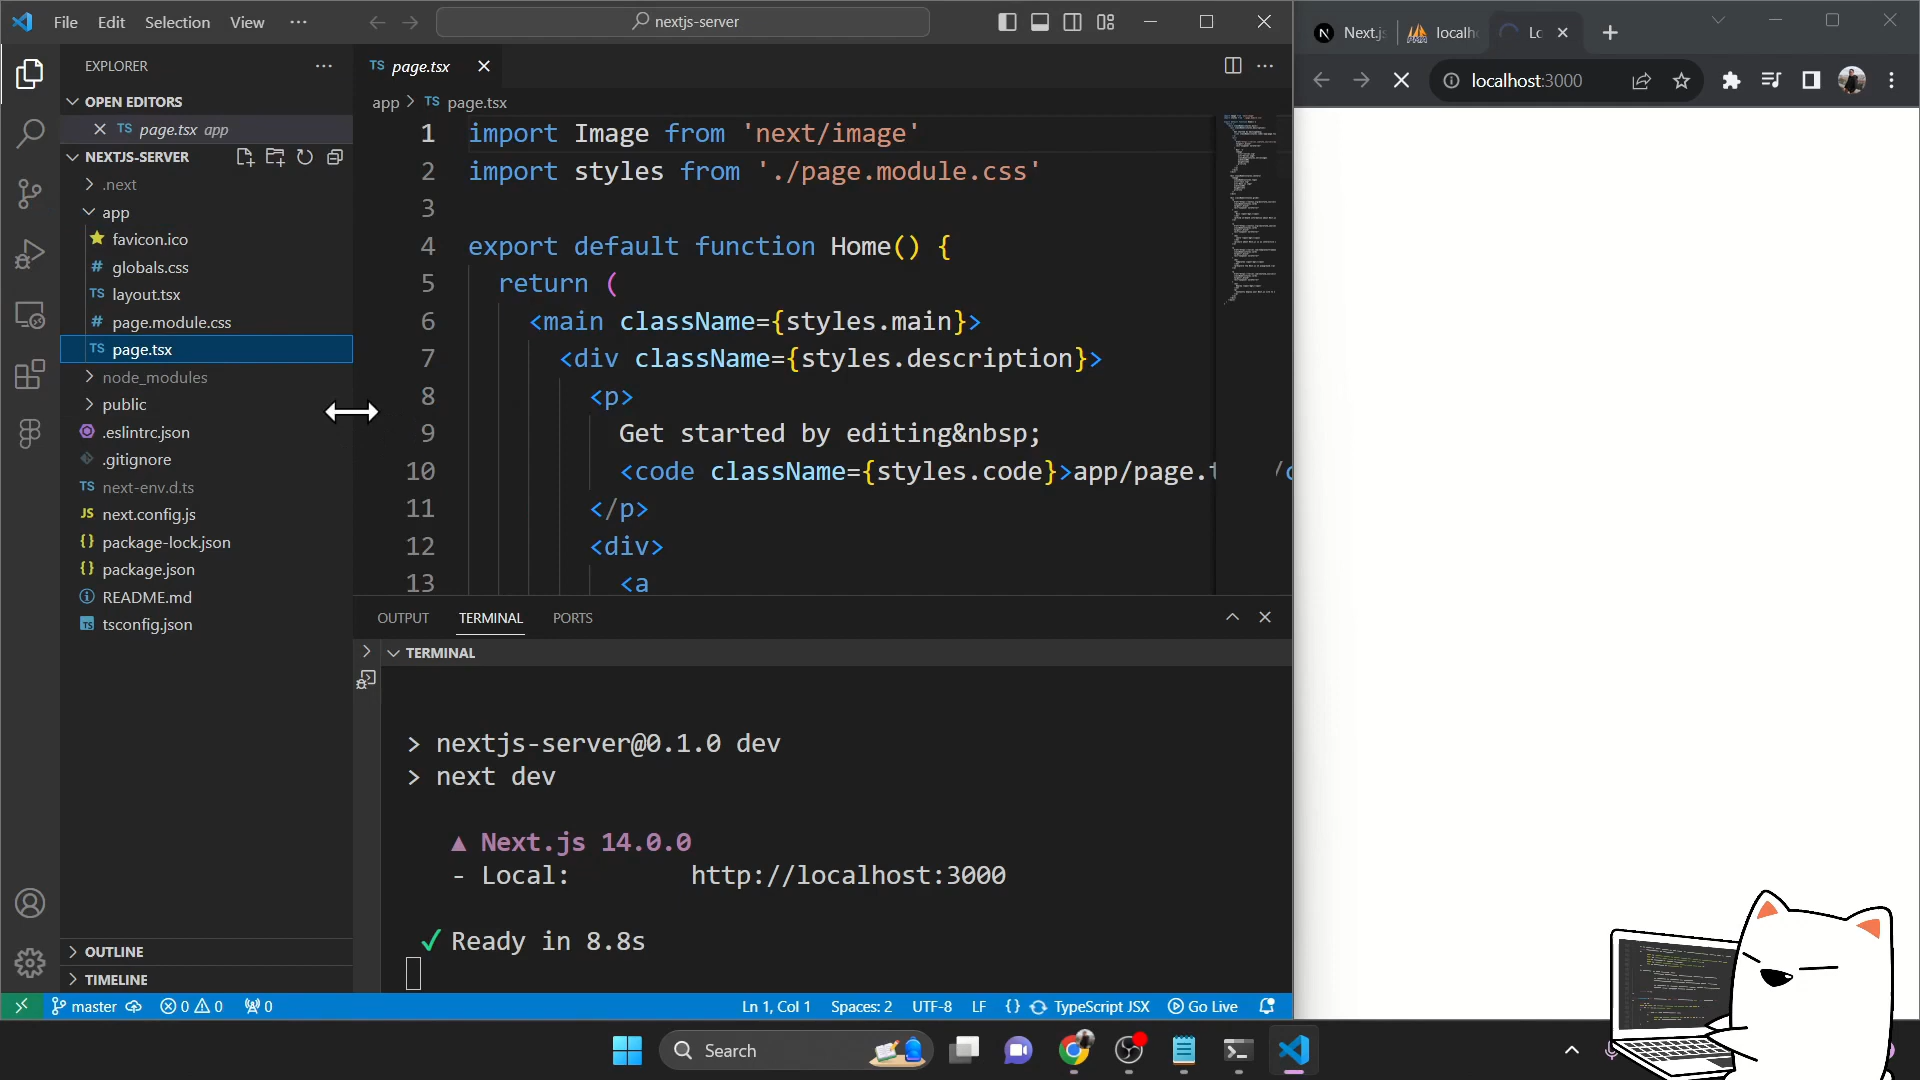 File Edit Selection View
nextjs-server
EXPLORER
OPEN EDITORS
TS page.tsx app
NEXTJS-SERVER
.next
app
favicon.ico
# globals.css
TS layout.tsx
# page.module.css
TS page.tsx
node_modules
public
.eslintrc.json
.gitignore
TS next-env.d.ts
JS next.config.js
{} package-lock.json
{} package.json
README.md
TS tsconfig.json
OUTLINE
TIMELINE
TS page.tsx
app > TS page.tsx
1 import Image from 'next/image'
2 import styles from './page.module.css'
3
4 export default function Home() {
5 return (
6 <main className={styles.main}>
7 <div className={styles.description}>
8 <p>
9 Get started by editing&nbsp;
10 <code className={styles.code}>app/page.t
11 </p>
12 <div>
13 <a
OUTPUT TERMINAL PORTS
TERMINAL
> nextjs-server@0.1.0 dev
> next dev
▲ Next.js 14.0.0
- Local: http://localhost:3000
✓ Ready in 8.8s
master 0 0 0
Ln 1, Col 1 Spaces: 2 UTF-8 LF {} TypeScript JSX Go Live
Next.js localh Lo
localhost:3000
Search